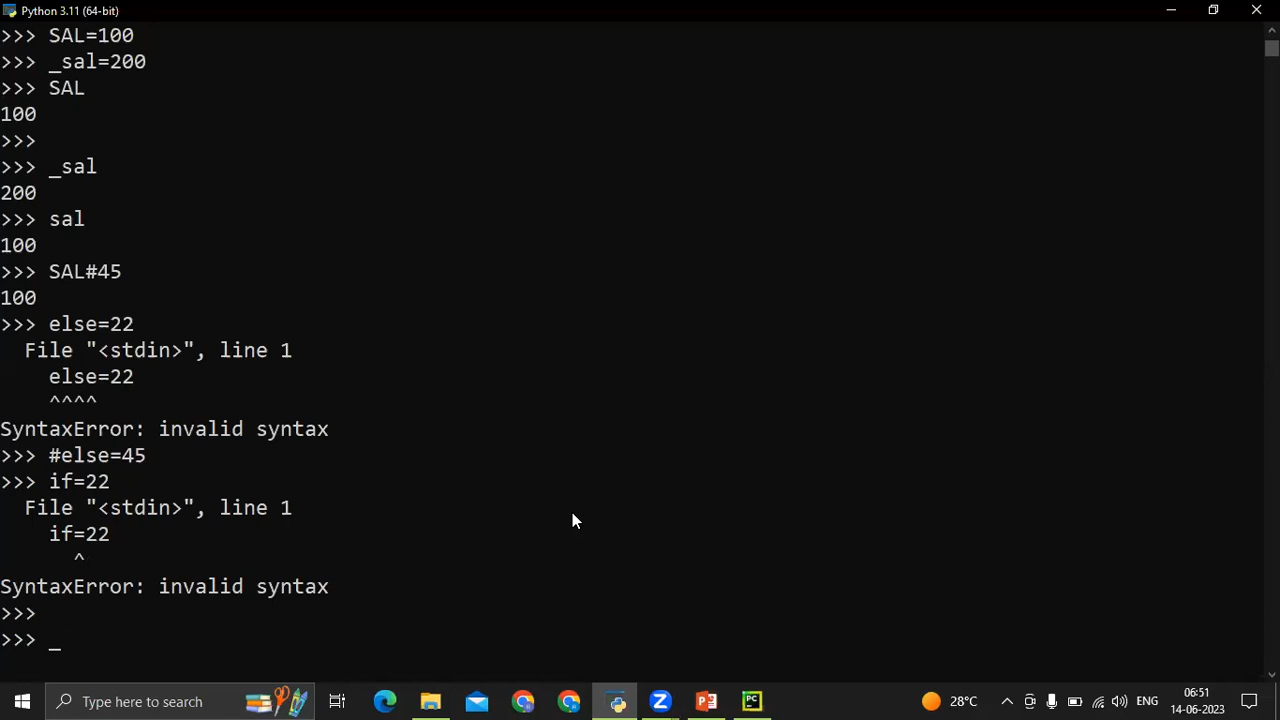 Python 3.11 (64-bit)
>>> SAL=100
>>> _sal=200
>>> SAL
100
>>>
>>> _sal
200
>>> sal
100
>>> SAL#45
100
>>> else=22
  File "<stdin>", line 1
    else=22
    ^^^^
SyntaxError: invalid syntax
>>> #else=45
>>> if=22
  File "<stdin>", line 1
    if=22
      ^
SyntaxError: invalid syntax
>>>
>>> _
Type here to search
28°C
ENG
06:51
14-06-2023